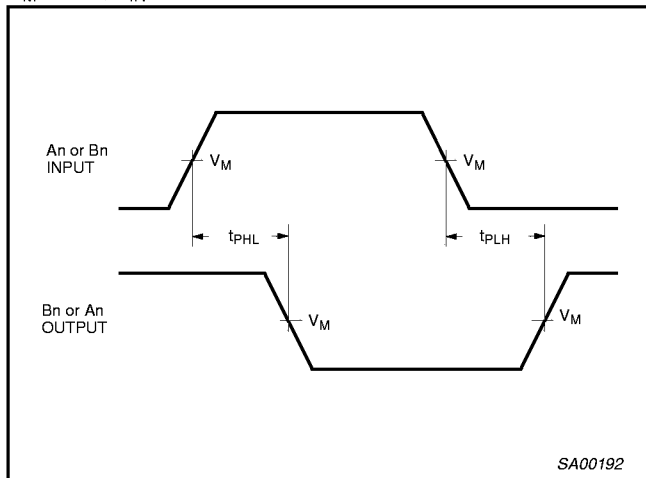 An or Bn
INPUT
VM
VM
tPHL
tPLH
Bn or An
OUTPUT
VM
VM
SA00192